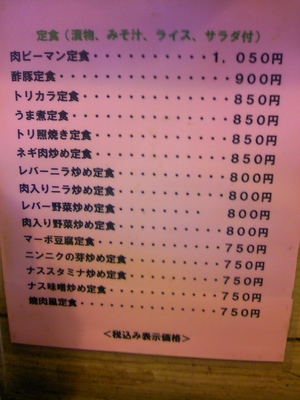 定食（漬物、みそ汁、ライス、サラダ付）
肉ピーマン定食・・・・・・・・・・１，０５０円
酢豚定食・・・・・・・・・・・・・・９００円
トリカラ定食・・・・・・・・・・・・８５０円
うま煮定食・・・・・・・・・・・・・８５０円
トリ照焼き定食・・・・・・・・・・・８５０円
ネギ肉炒め定食・・・・・・・・・・・８５０円
レバーニラ炒め定食・・・・・・・・・８００円
肉入りニラ炒め定食・・・・・・・・・８００円
レバー野菜炒め定食・・・・・・・・　８００円
肉入り野菜炒め定食・・・・・・・・・８００円
マーボ豆腐定食・・・・・・・・・・・７５０円
ニンニクの芽炒め定食・・・・・・・・７５０円
ナススタミナ炒め定食・・・・・・・・７５０円
ナス味噌炒め定食・・・・・・・・・・７５０円
焼肉風定食・・・・・・・・・・・・・７５０円
＜税込み表示価格＞